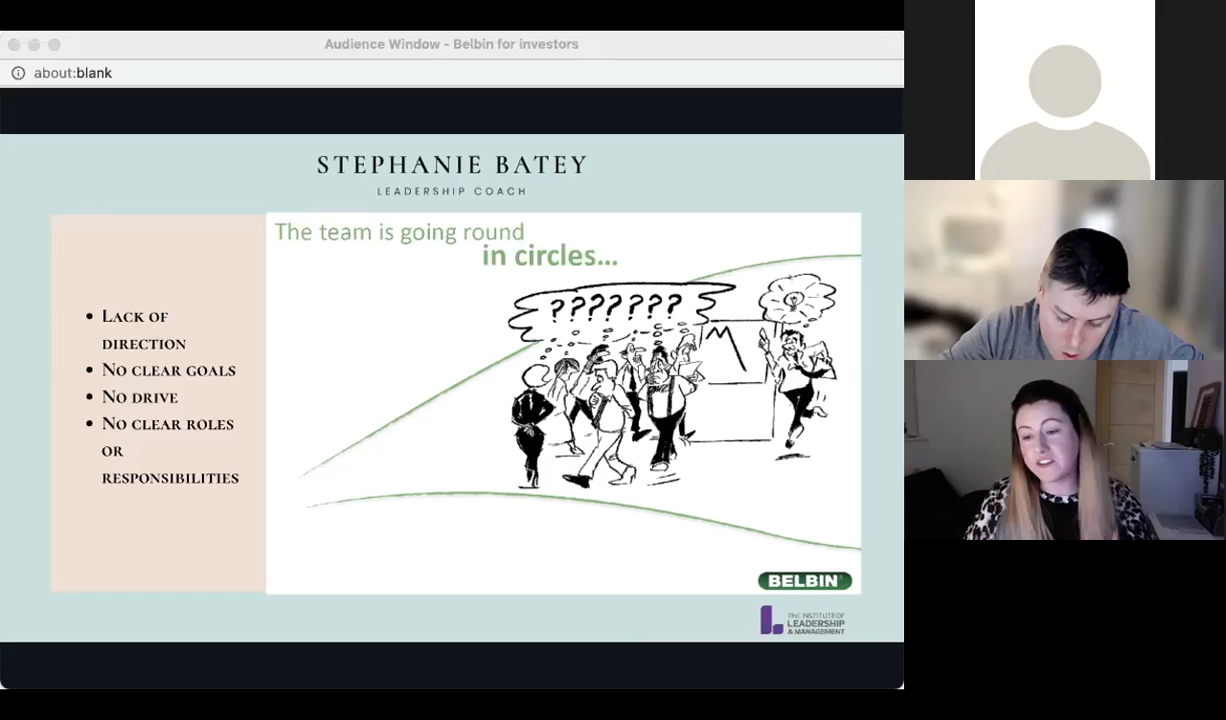 Audience Window - Belbin for investors
about:blank
STEPHANIE BATEY
LEADERSHIP COACH
The team is going round
in circles...
• Lack of
direction
• No clear goals
• No drive
• No clear roles
or
responsibilities
???????
BELBIN
THE INSTITUTE OF
LEADERSHIP
& MANAGEMENT